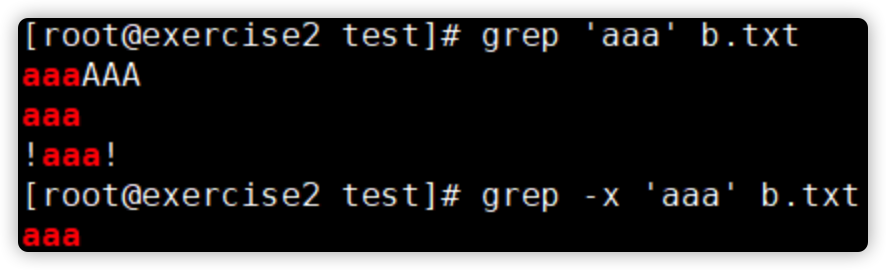 [root@exercise2 test]# grep 'aaa' b.txt
aaaAAA
aaa
!aaa!
[root@exercise2 test]# grep -x 'aaa' b.txt
aaa